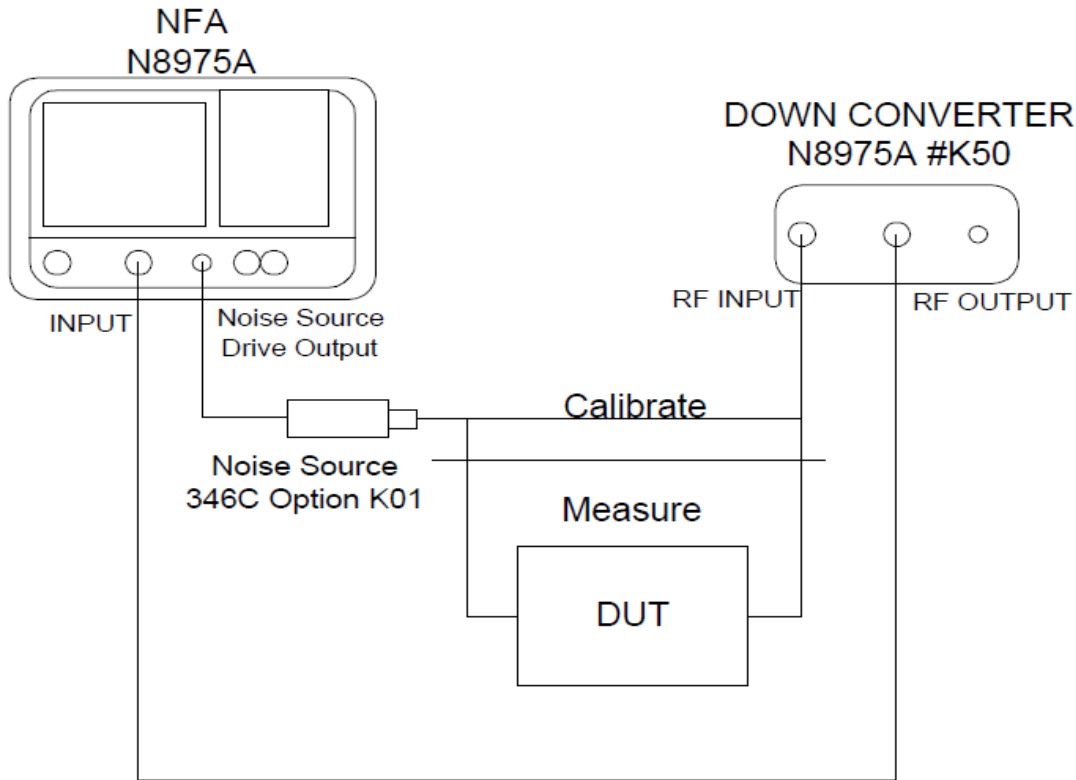 NFA
N8975A
DOWN CONVERTER
N8975A #K50
INPUT
Noise Source
Drive Output
RF INPUT
RF OUTPUT
Calibrate
Noise Source
346C Option K01
Measure
DUT